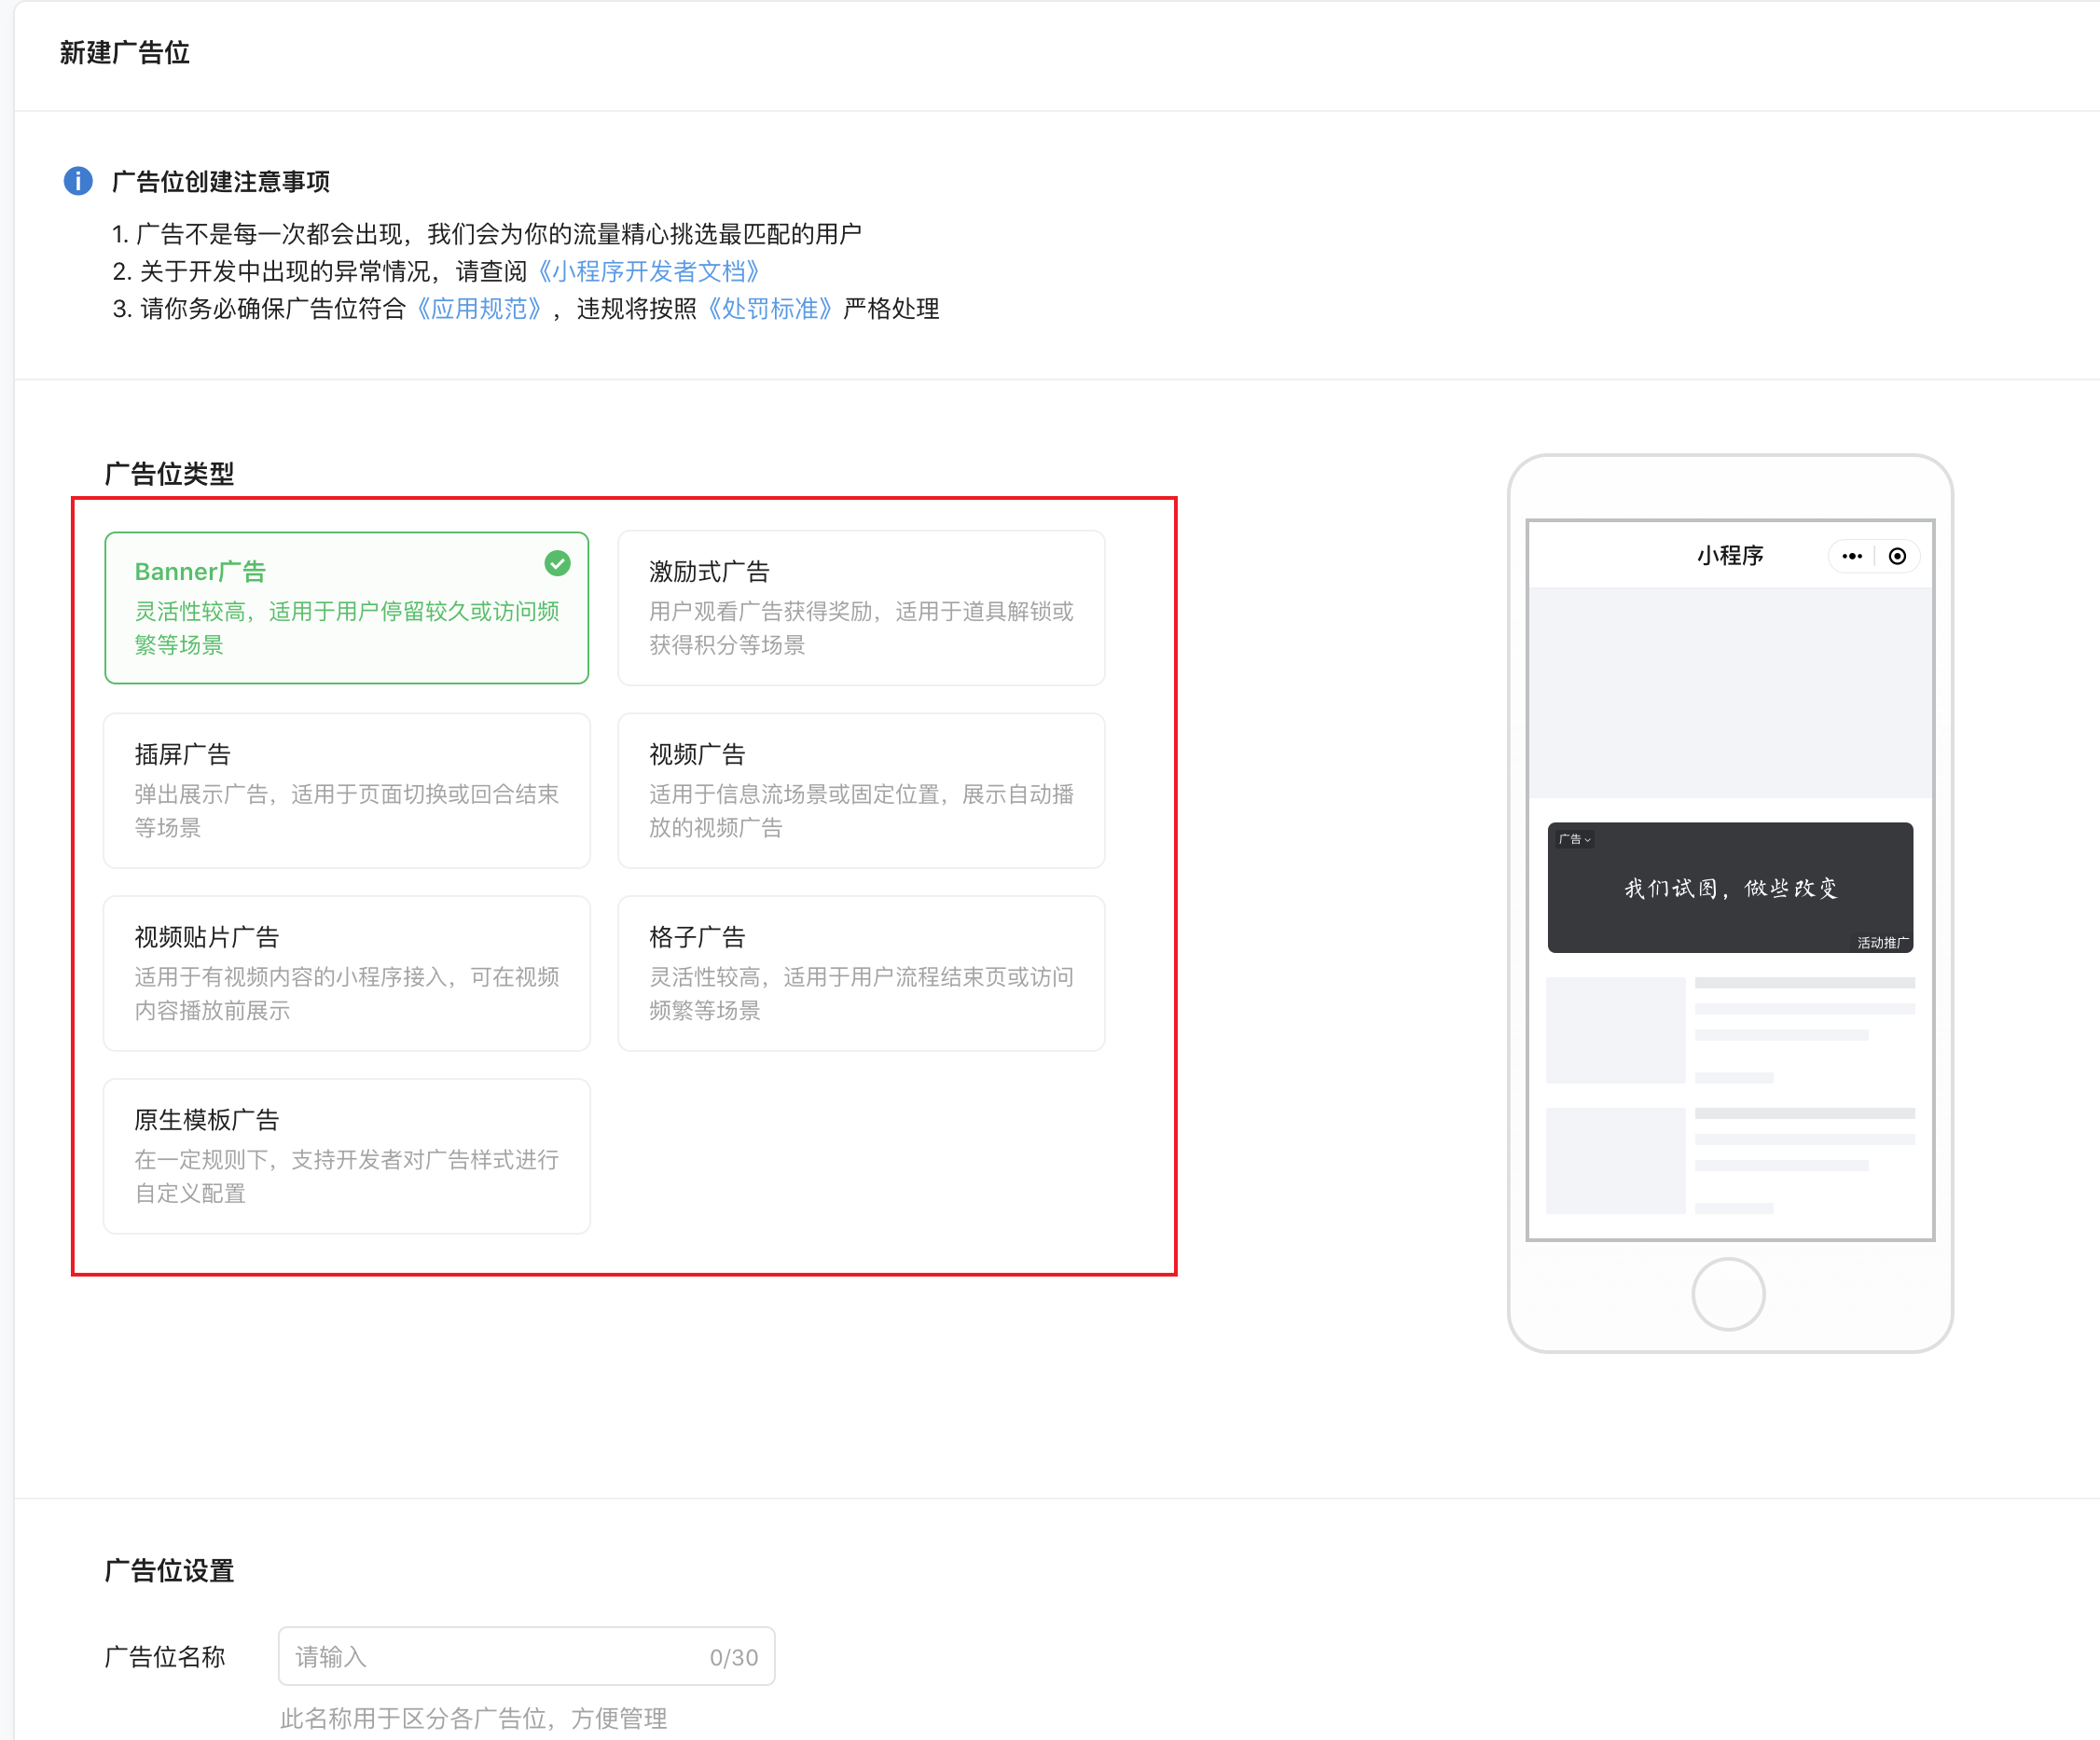 新建广告位
广告位创建注意事项
1. 广告不是每一次都会出现，我们会为你的流量精心挑选最匹配的用户
2. 关于开发中出现的异常情况，请查阅《小程序开发者文档》
3. 请你务必确保广告位符合《应用规范》，违规将按照《处罚标准》严格处理
广告位类型
Banner广告
灵活性较高，适用于用户停留较久或访问频
繁等场景
激励式广告
用户观看广告获得奖励，适用于道具解锁或
获得积分等场景
插屏广告
弹出展示广告，适用于页面切换或回合结束
等场景
视频广告
适用于信息流场景或固定位置，展示自动播
放的视频广告
视频贴片广告
适用于有视频内容的小程序接入，可在视频
内容播放前展示
格子广告
灵活性较高，适用于用户流程结束页或访问
频繁等场景
原生模板广告
在一定规则下，支持开发者对广告样式进行
自定义配置
小程序
广告
我们试图，做些改变
活动推广
广告位设置
广告位名称
请输入
0/30
此名称用于区分各广告位，方便管理